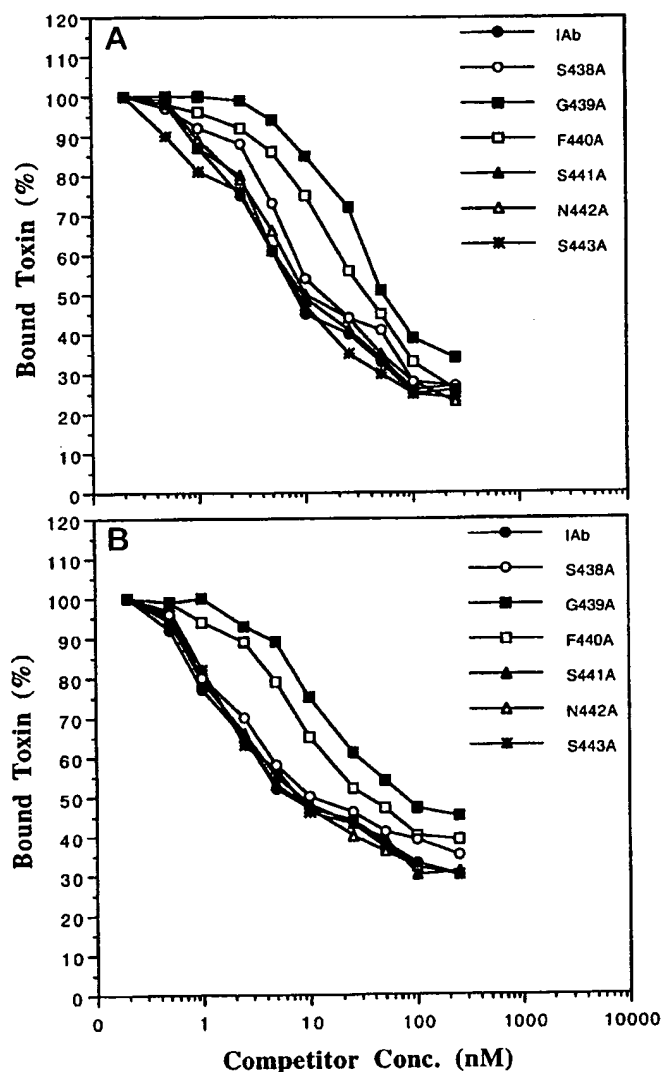 A
120
110
100
90
80
70
60
50
40
30
20
10
0
Bound Toxin (%)
IAb
S438A
G439A
F440A
S441A
N442A
S443A
B
120
110
100
90
80
70
60
50
40
30
20
10
0
Bound Toxin (%)
IAb
S438A
G439A
F440A
S441A
N442A
S443A
0 1 10 100 1000 10000
Competitor Conc. (nM)